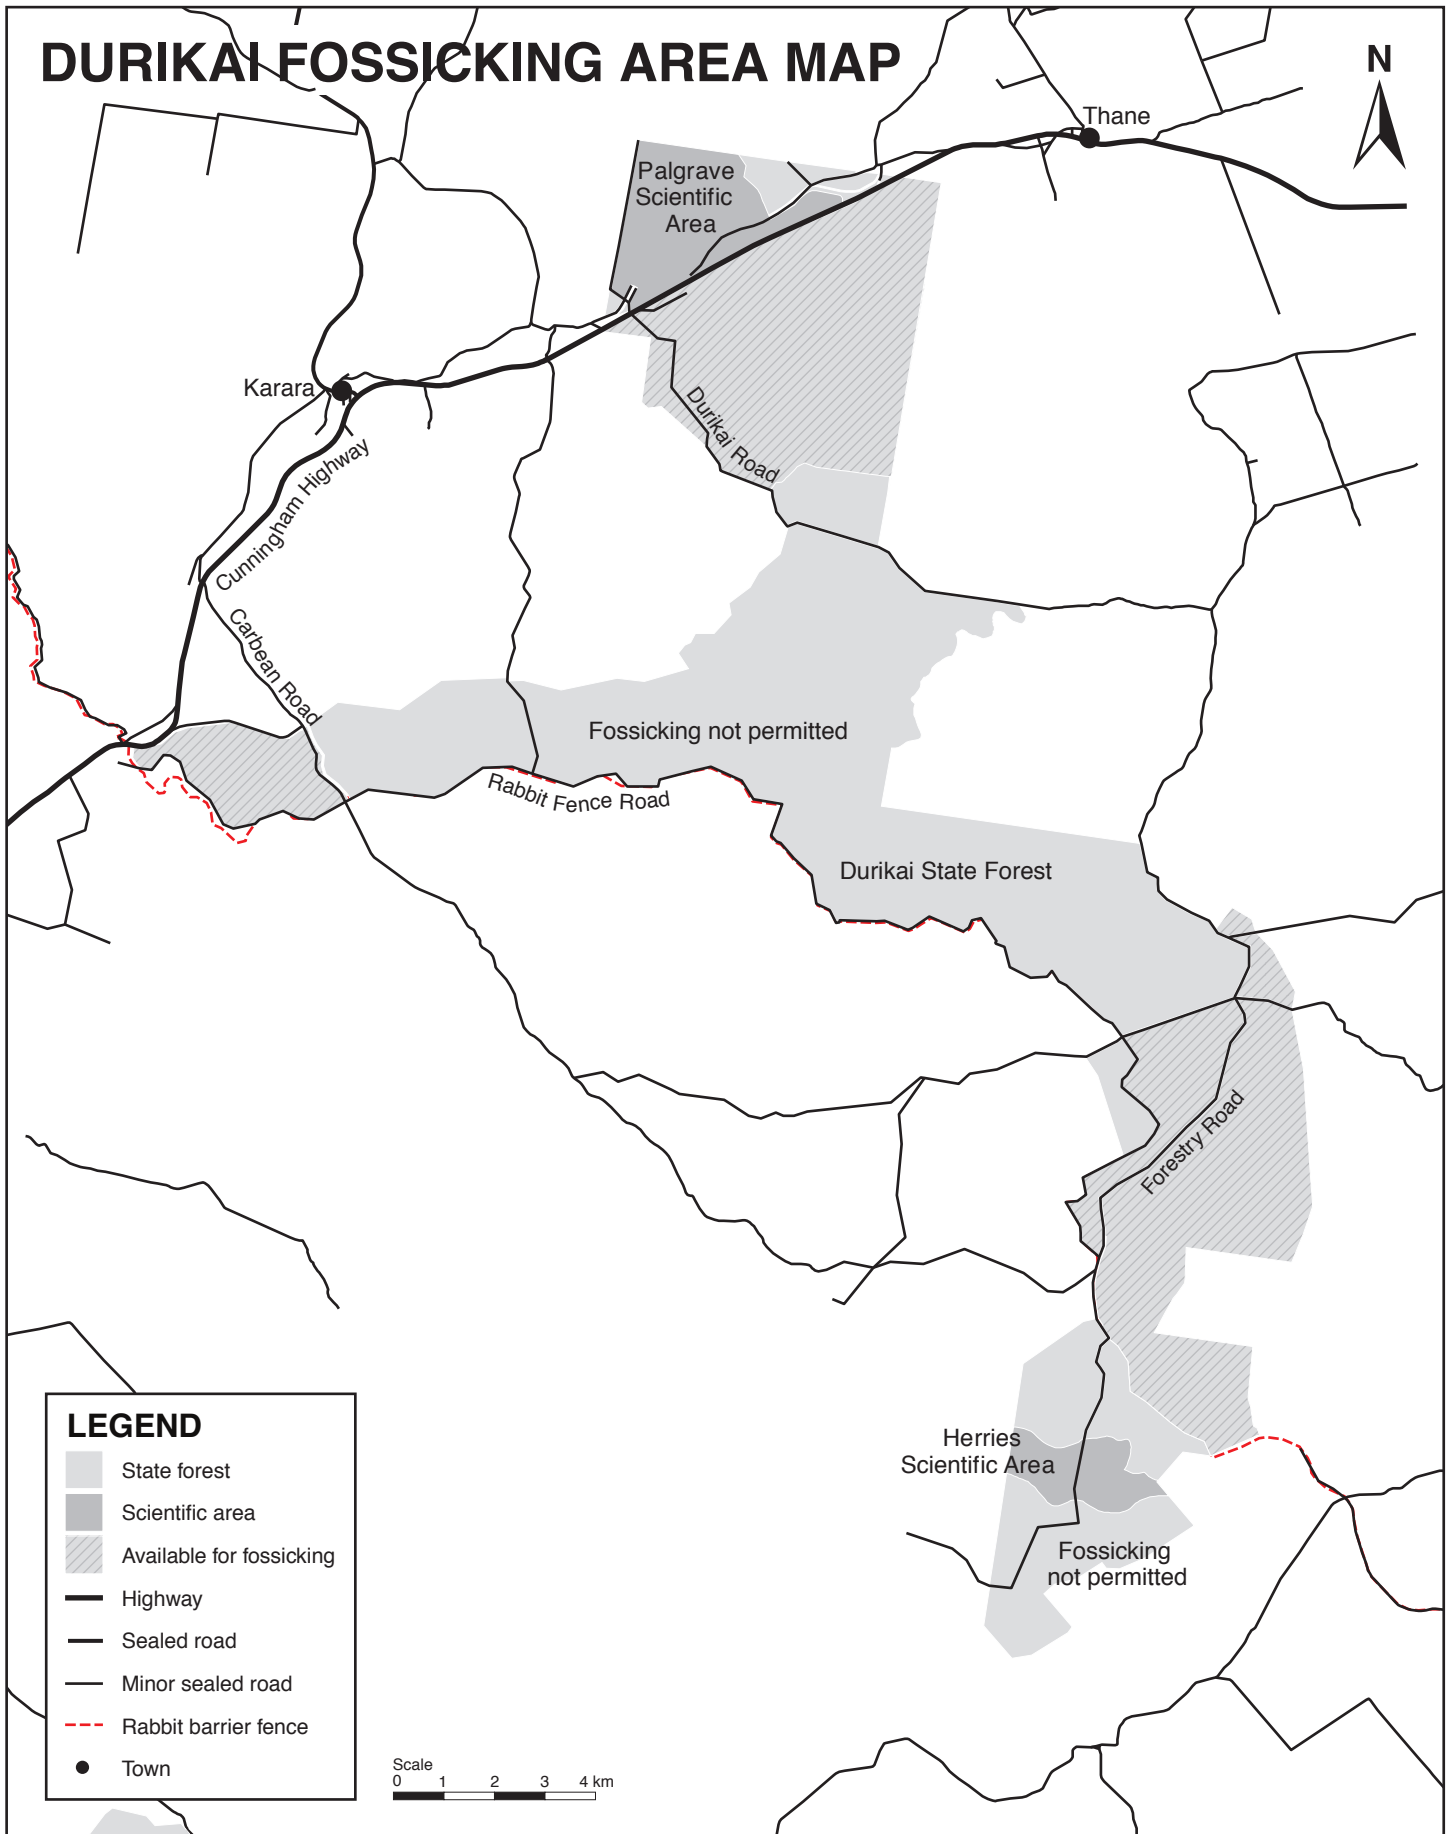 DURIKAI FOSSICKING AREA MAP
N
Thane
Palgrave
Scientific
Area
Karara
Durikai Road
Cunningham Highway
Carbean Road
Fossicking not permitted
Rabbit Fence Road
Durikai State Forest
Forestry Road
Herries
Scientific Area
Fossicking
not permitted
LEGEND
State forest
Scientific area
Available for fossicking
Highway
Sealed road
Minor sealed road
Rabbit barrier fence
Town
Scale
0 1 2 3 4 km